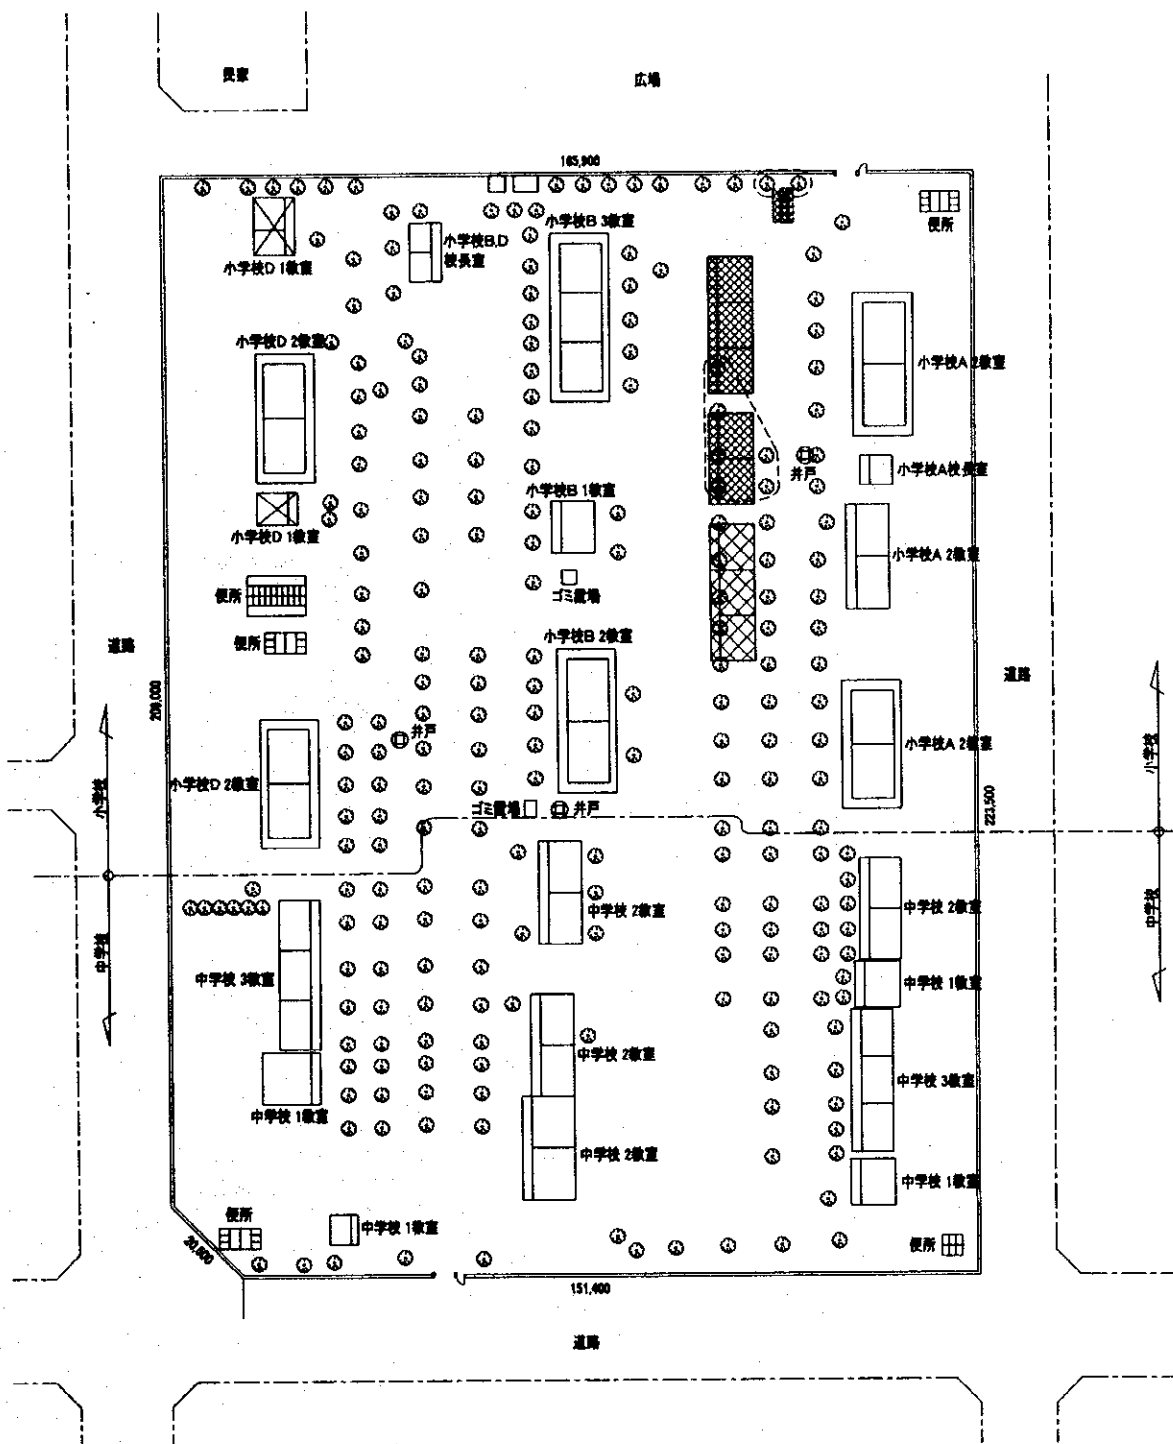 民家
広場
165,900
便所
小学校B 3教室
小学校B,D
校長室
小学校D 1教室
小学校D 2教室
小学校A 2教室
井戸
小学校A校長室
小学校B 1教室
小学校D 1教室
小学校A 2教室
ゴミ置場
便所
便所
小学校B 2教室
道路
道路
209,000
井戸
小学校A 2教室
小学校
小学校D 2教室
小学校
ゴミ置場
井戸
223,500
中学校 2教室
中学校 2教室
中学校
中学校
中学校 3教室
中学校 1教室
中学校 2教室
中学校 3教室
中学校 1教室
中学校 2教室
中学校 1教室
便所
中学校 1教室
便所
151,400
道路